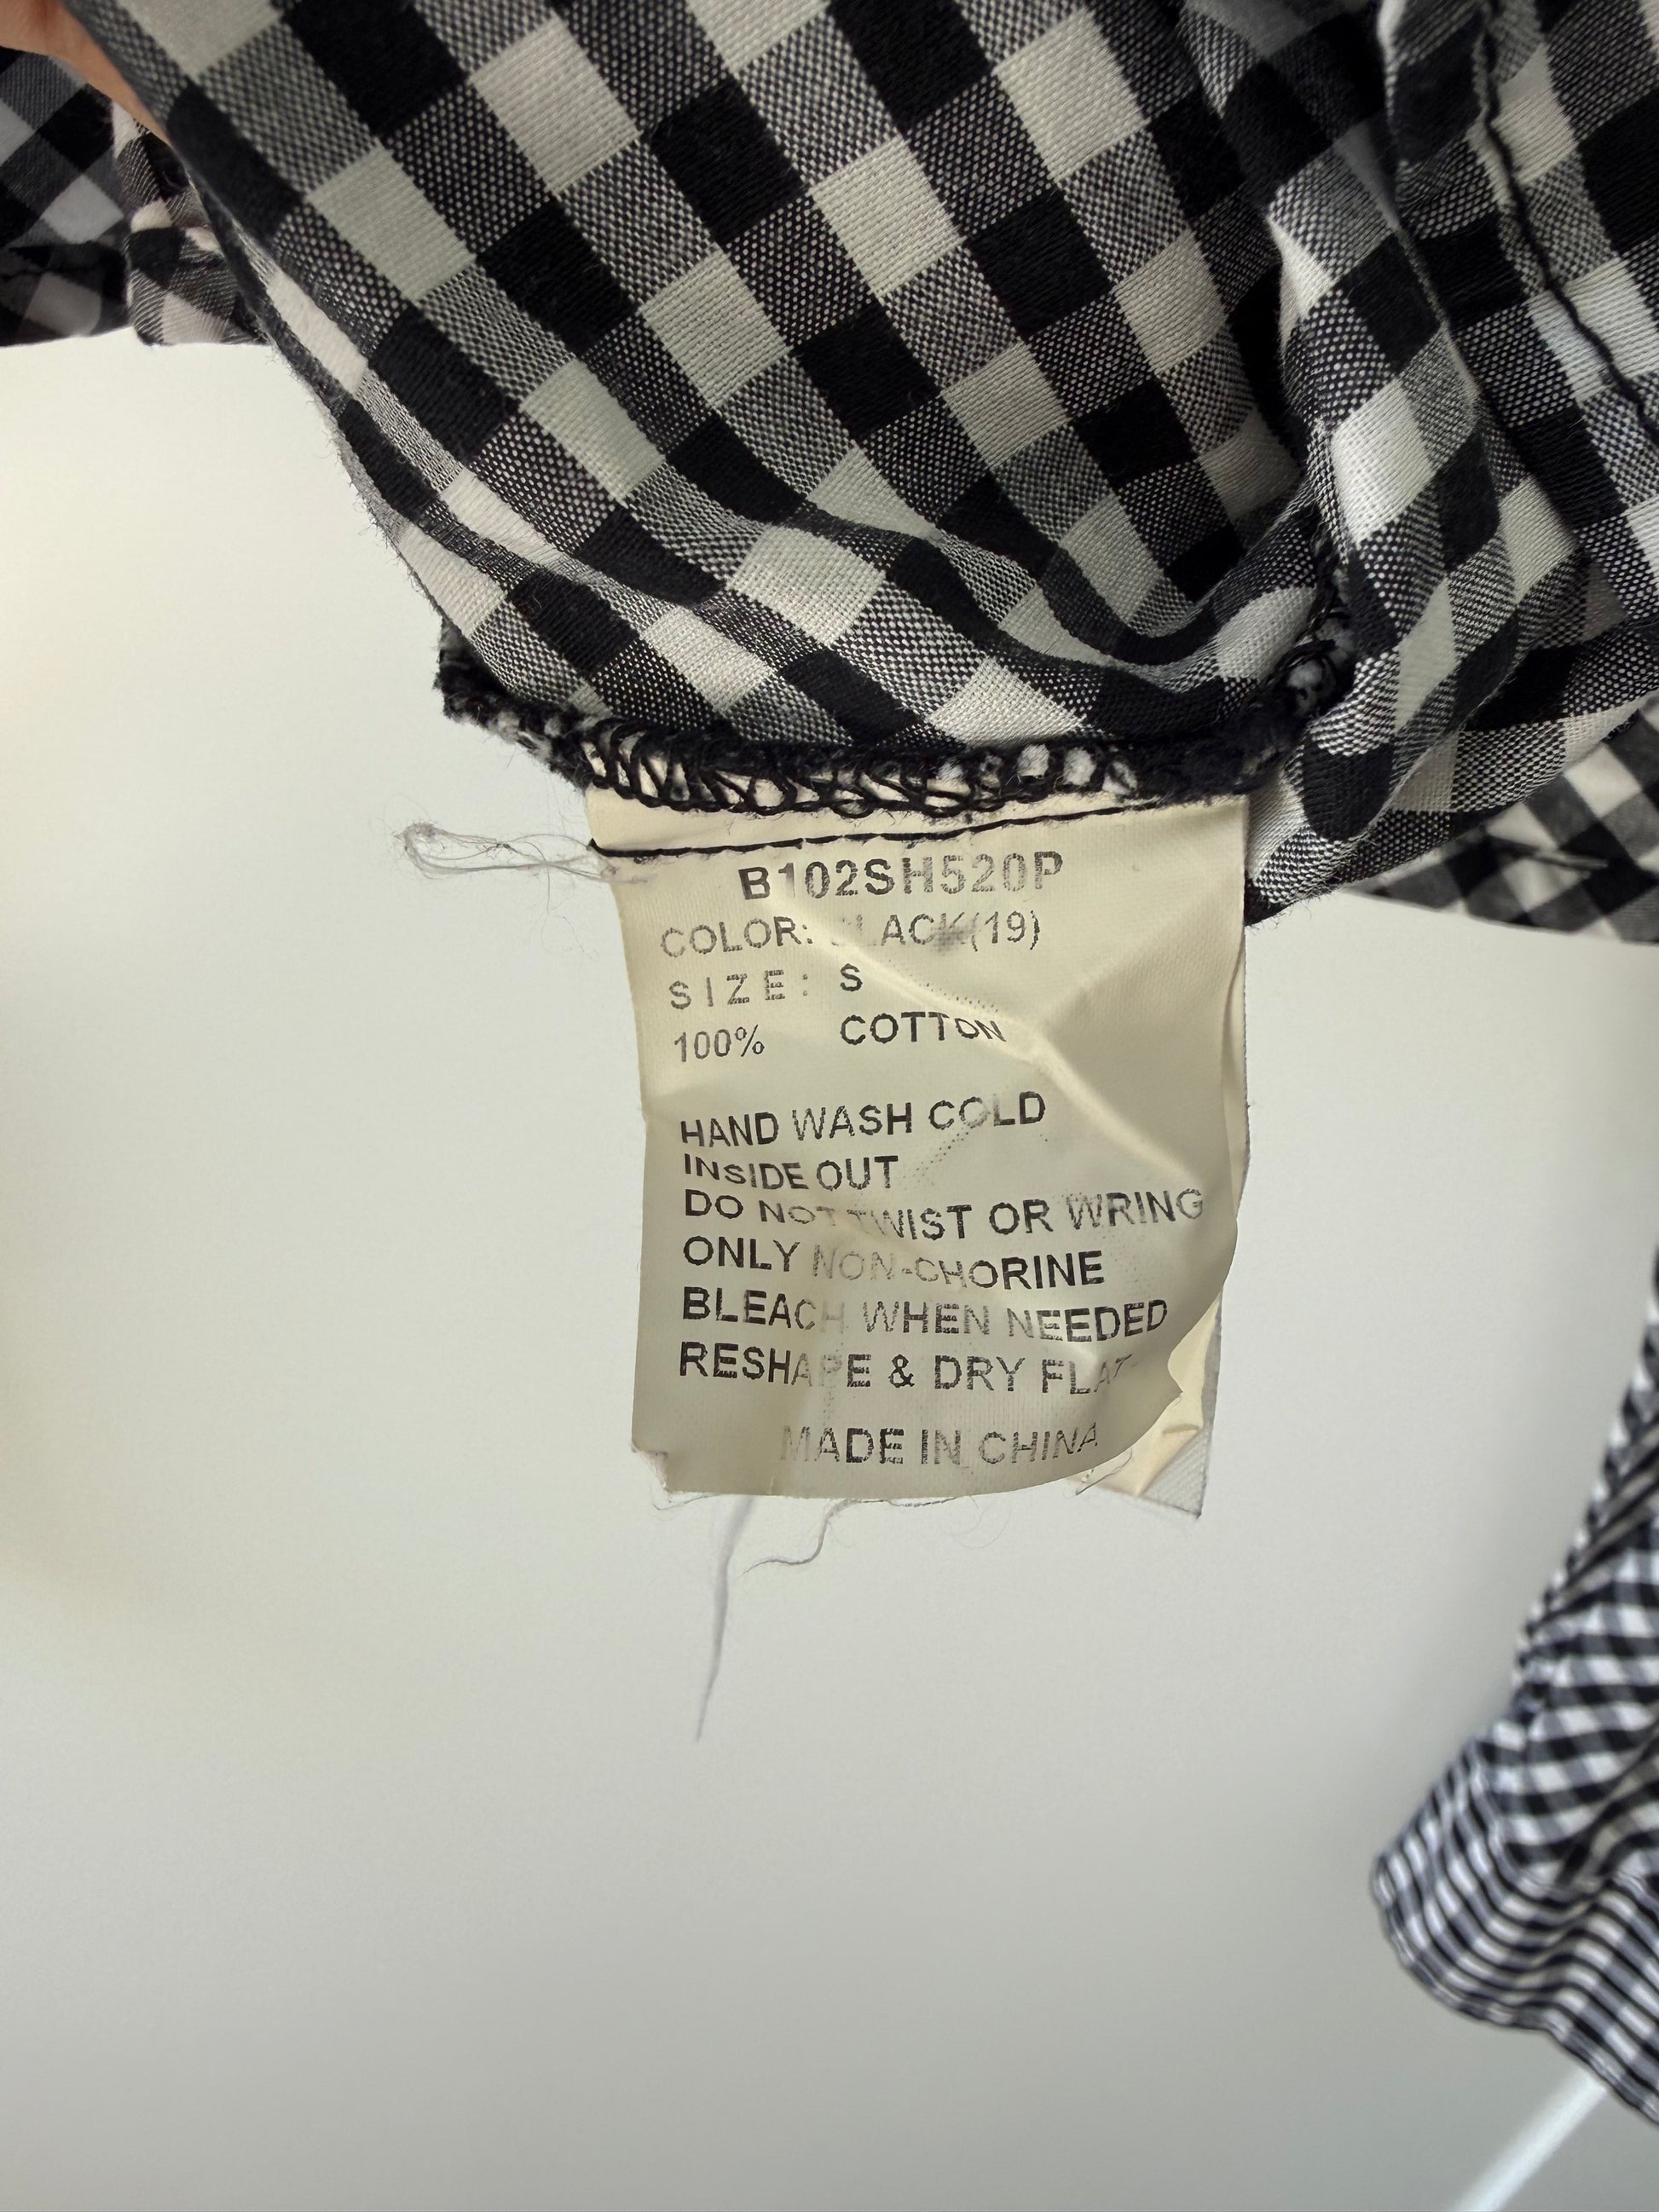 B102SH520P
COLOR: BLACK(19)
SIZE: S
100% COTTON
HAND WASH COLD
INSIDE OUT
DO NOT TWIST OR WRING
ONLY NON-CHORINE
BLEACH WHEN NEEDED
RESHAPE & DRY FLAT
MADE IN CHINA